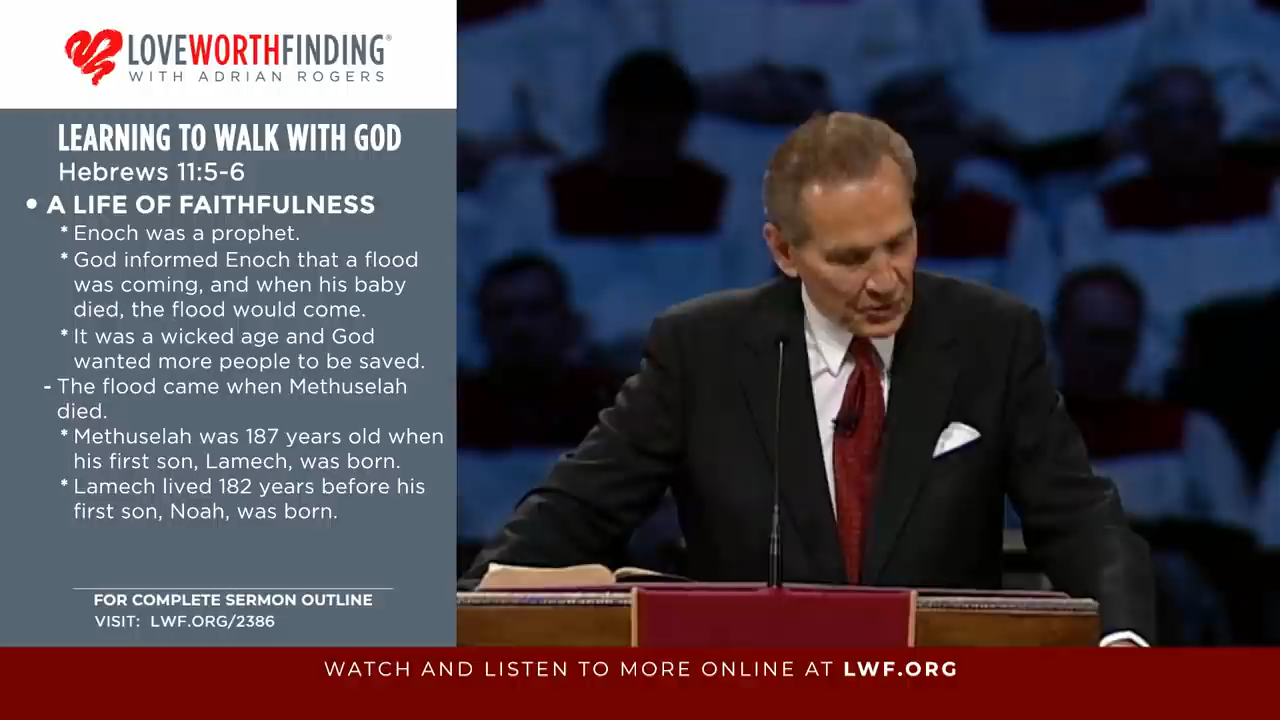 LOVEWORTHFINDING®
WITH ADRIAN ROGERS
LEARNING TO WALK WITH GOD
Hebrews 11:5-6
• A LIFE OF FAITHFULNESS
* Enoch was a prophet.
* God informed Enoch that a flood
was coming, and when his baby
died, the flood would come.
* It was a wicked age and God
wanted more people to be saved.
- The flood came when Methuselah
died.
* Methuselah was 187 years old when
his first son, Lamech, was born.
* Lamech lived 182 years before his
first son, Noah, was born.
FOR COMPLETE SERMON OUTLINE
VISIT: LWF.ORG/2386
WATCH AND LISTEN TO MORE ONLINE AT LWF.ORG